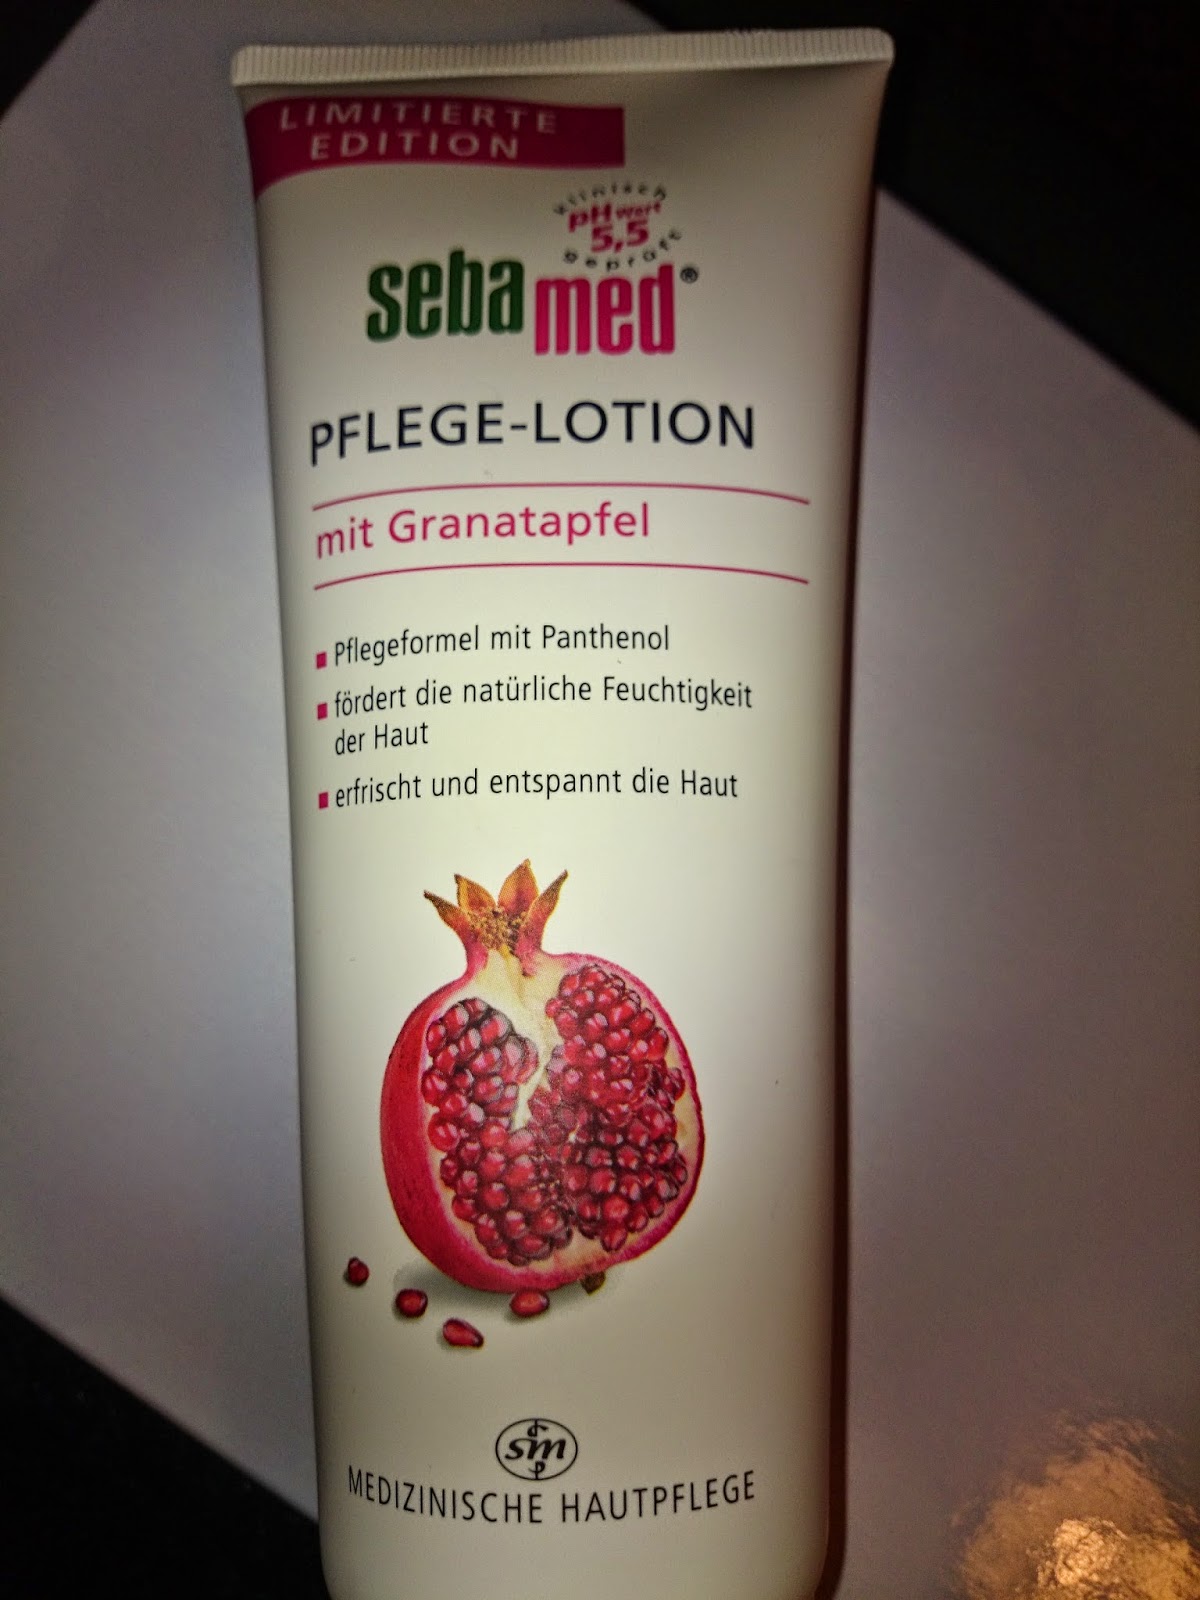 LIMITIERTE
EDITION
klinisch
pH Wert
5,5
geprüft
sebamed®
PFLEGE-LOTION
mit Granatapfel
Pflegeformel mit Panthenol
fördert die natürliche Feuchtigkeit
der Haut
erfrischt und entspannt die Haut
sm
MEDIZINISCHE HAUTPFLEGE